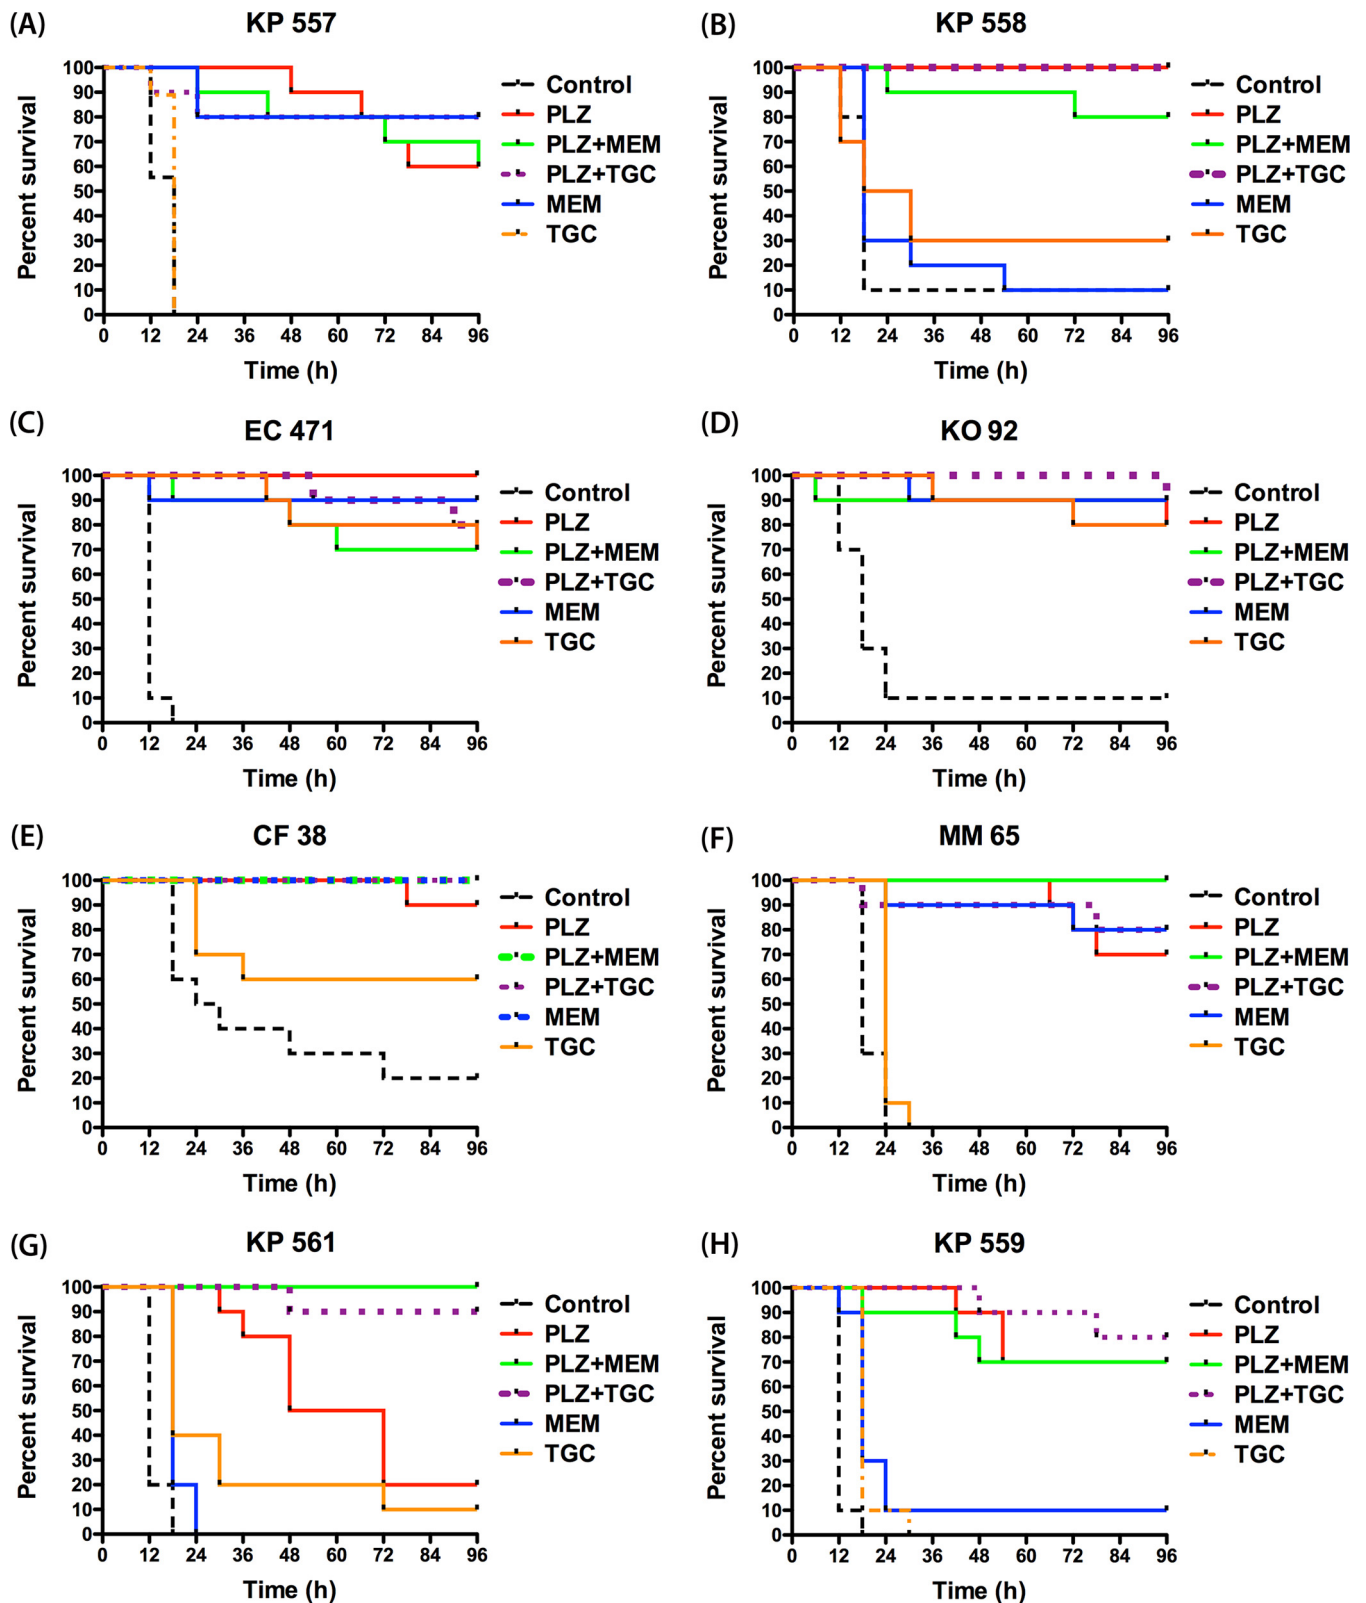 (A) KP 557
100
90
80
70
60
50
40
30
20
10
0
Percent survival
0 12 24 36 48 60 72 84 96
Time (h)
Control
PLZ
PLZ+MEM
PLZ+TGC
MEM
TGC
(B) KP 558
100
90
80
70
60
50
40
30
20
10
0
Percent survival
0 12 24 36 48 60 72 84 96
Time (h)
Control
PLZ
PLZ+MEM
PLZ+TGC
MEM
TGC
(C) EC 471
100
90
80
70
60
50
40
30
20
10
0
Percent survival
0 12 24 36 48 60 72 84 96
Time (h)
Control
PLZ
PLZ+MEM
PLZ+TGC
MEM
TGC
(D) KO 92
100
90
80
70
60
50
40
30
20
10
0
Percent survival
0 12 24 36 48 60 72 84 96
Time (h)
Control
PLZ
PLZ+MEM
PLZ+TGC
MEM
TGC
(E) CF 38
100
90
80
70
60
50
40
30
20
10
0
Percent survival
0 12 24 36 48 60 72 84 96
Time (h)
Control
PLZ
PLZ+MEM
PLZ+TGC
MEM
TGC
(F) MM 65
100
90
80
70
60
50
40
30
20
10
0
Percent survival
0 12 24 36 48 60 72 84 96
Time (h)
Control
PLZ
PLZ+MEM
PLZ+TGC
MEM
TGC
(G) KP 561
100
90
80
70
60
50
40
30
20
10
0
Percent survival
0 12 24 36 48 60 72 84 96
Time (h)
Control
PLZ
PLZ+MEM
PLZ+TGC
MEM
TGC
(H) KP 559
100
90
80
70
60
50
40
30
20
10
0
Percent survival
0 12 24 36 48 60 72 84 96
Time (h)
Control
PLZ
PLZ+MEM
PLZ+TGC
MEM
TGC